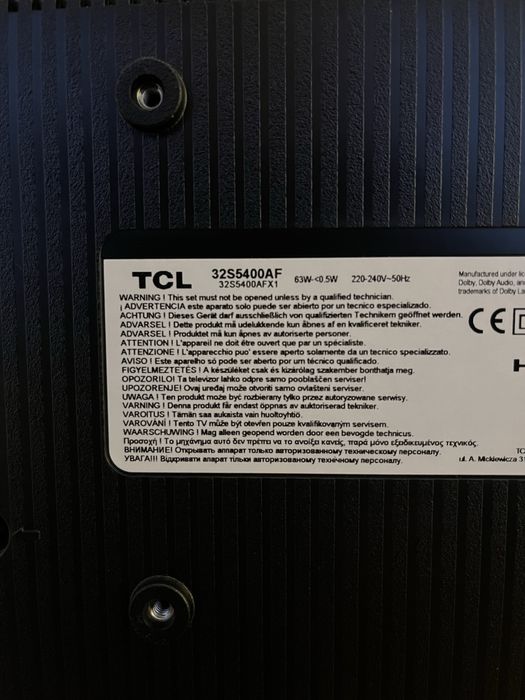 TCL
32S5400AF
32S5400AFX1
63W-<0.5W
220-240V~50Hz
Manufactured under lic
Dolby, Dolby Audio, an
trademarks of Dolby La
WARNING ! This set must not be opened unless by a qualified technician.
¡ ADVERTENCIA este aparato solo puede ser abierto por un tecnico especializado.
ACHTUNG ! Dieses Gerät darf ausschließlich von qualifizierten Technikern geöffnet werden.
ADVARSEL ! Dette produkt må udelukkende kun åbnes af en kvalificeret tekniker.
ADVARSEL ! Produktet må kun åpnes av autoriserte personer.
ATTENTION ! L'appareil ne doit être ouvert que par un spécialiste.
ATTENZIONE ! L'apparecchio puo' essere aperto solamente da un tecnico specializzato.
AVISO ! Este aparelho só pode ser aberto por um técnico qualificado.
FIGYELMEZTETÉS ! A készüléket csak és kizárólag szakember bonthatja meg.
OPOZORILO! Ta televizor lahko odpre samo pooblaščen serviser!
UPOZORENJE! Ovaj uređaj može otvoriti samo ovlašteni serviser.
UWAGA ! Ten produkt może być rozbierany tylko przez autoryzowane serwisy.
VARNING ! Denna produkt får endast öppnas av auktoriserad tekniker.
VAROITUS ! Tämän saa aukaista vain huoltoyhtiö.
VAROVÁNÍ ! Tento TV může být otevřen pouze kvalifikovaným servisem.
WAARSCHUWING ! Mag alleen geopend worden door een bevoegde technicus.
Προσοχή ! Το μηχάνημα αυτό δεν πρέπει να το ανοίξει κανείς, παρά μόνο εξειδικευμένος τεχνικός.
ВНИМАНИЕ! Открывать аппарат только авторизованному техническому персоналу.
УВАГА!!! Відкривати апарат тільки авторизованому технічному персоналу.
CE
H
TC
ul. A. Mickiewicza 3